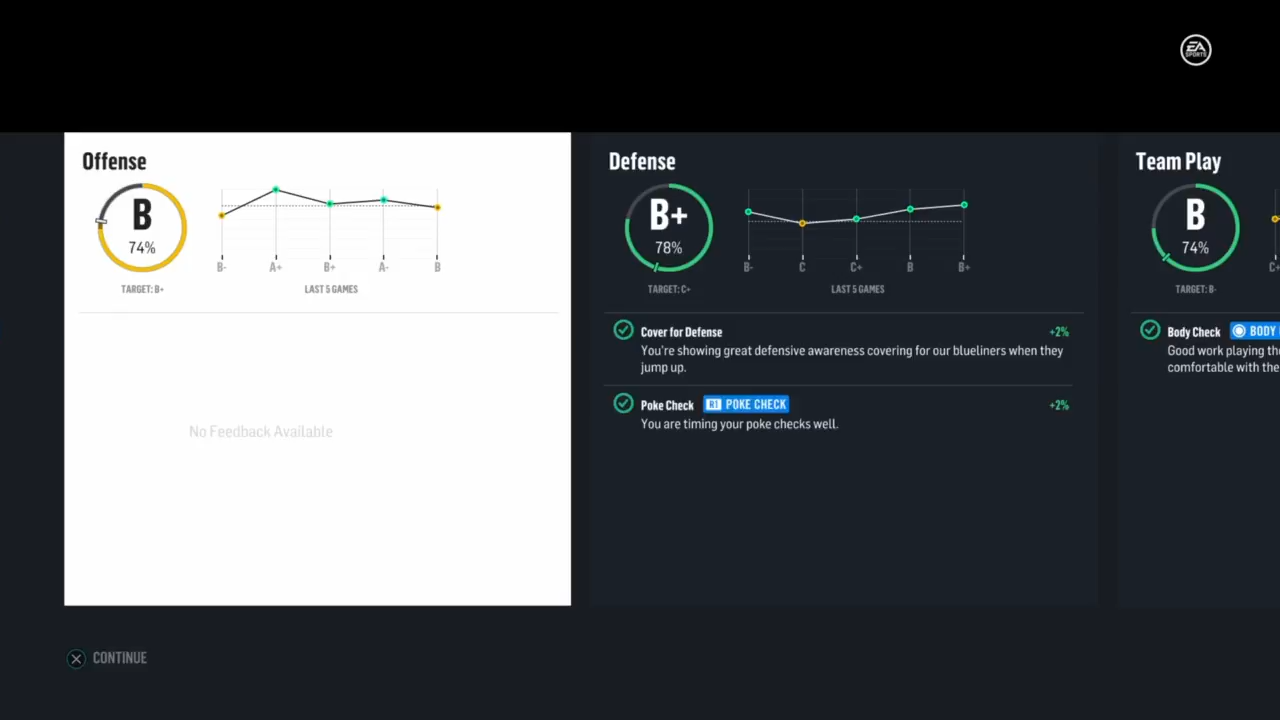 EA
SPORTS
Offense
B
74%
TARGET: B+
B- A+ B+ A- B
LAST 5 GAMES
No Feedback Available
Defense
B+
78%
TARGET: C+
B- C C+ B B+
LAST 5 GAMES
Cover for Defense +2%
You're showing great defensive awareness covering for our blueliners when they
jump up.
Poke Check R1 POKE CHECK +2%
You are timing your poke checks well.
Team Play
B
74%
TARGET: B-
C+
Body Check BODY
Good work playing the
comfortable with the
CONTINUE